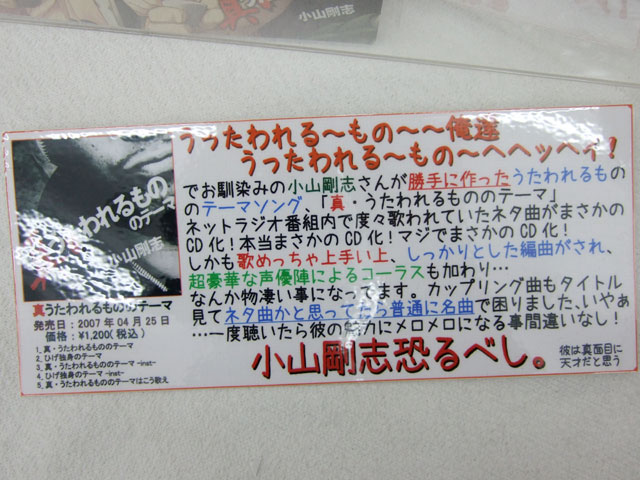 小山剛志
うったわれる～もの～～俺達
うったわれる～もの～へへッヘイ！
でお馴染みの小山剛志さんが勝手に作ったうたわれるもの
のテーマソング、「真・うたわれるもののテーマ」
ネットラジオ番組内で度々歌われていたネタ曲がまさかの
CD化！本当まさかのCD化！マジでまさかのCD化！
しかも歌めっちゃ上手い上、しっかりとした編曲がされ、
超豪華な声優陣によるコーラスも加わり…
なんか物凄い事になってます。カップリング曲もタイトル
見てネタ曲かと思ってたら普通に名曲で困りました、いやぁ
…一度聴いたら彼の魅力にメロメロになる事間違いなし！
小山剛志恐るべし。
彼は真面目に
天才だと思う
うたわれるもの
のテーマ
小山剛志
真うたわれるもののテーマ
発売日：2007年04月25日
価格：¥1,200(税込)
1. 真・うたわれるもののテーマ
2. ひげ独身のテーマ
3. 真・うたわれるもののテーマ -inst-
4. ひげ独身のテーマ -inst-
5. 真・うたわれるもののテーマはこう歌え